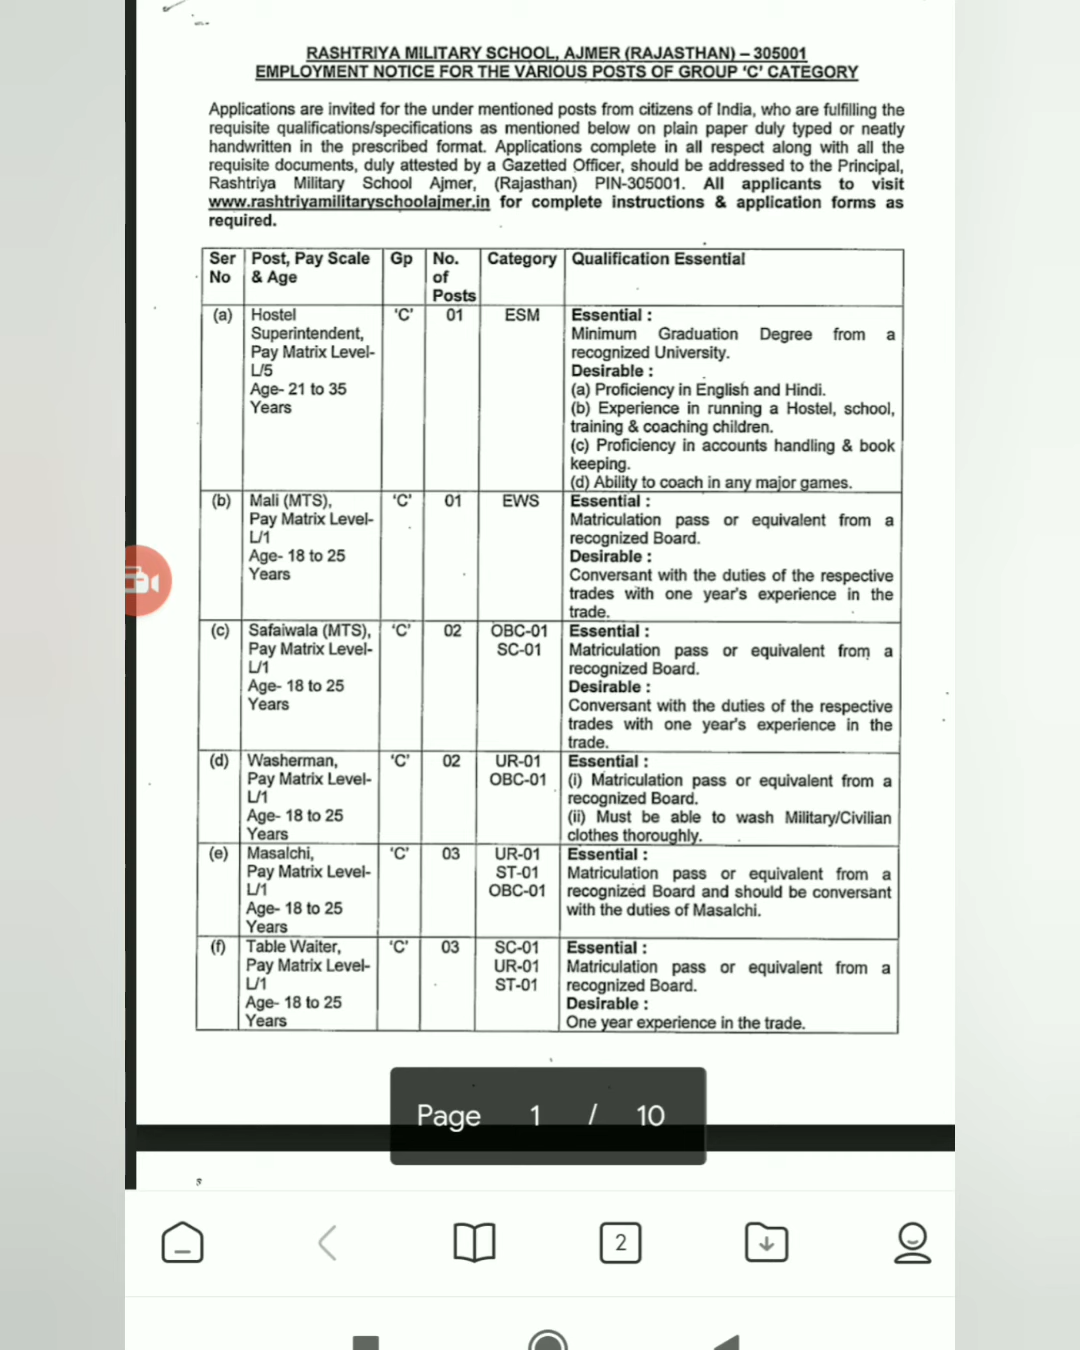 RASHTRIYA MILITARY SCHOOL, AJMER (RAJASTHAN) – 305001
EMPLOYMENT NOTICE FOR THE VARIOUS POSTS OF GROUP 'C' CATEGORY
Applications are invited for the under mentioned posts from citizens of India, who are fulfilling the
requisite qualifications/specifications as mentioned below on plain paper duly typed or neatly
handwritten in the prescribed format. Applications complete in all respect along with all the
requisite documents, duly attested by a Gazetted Officer, should be addressed to the Principal,
Rashtriya Military School Ajmer, (Rajasthan) PIN-305001. All applicants to visit
www.rashtriyamilitaryschoolajmer.in for complete instructions & application forms as
required.
Ser No | Post, Pay Scale & Age | Gp | No. of Posts | Category | Qualification Essential
(a) Hostel 'C' 01 ESM Essential :
Superintendent, Minimum Graduation Degree from a
Pay Matrix Level- recognized University.
L/5 Desirable :
Age- 21 to 35 (a) Proficiency in English and Hindi.
Years (b) Experience in running a Hostel, school,
training & coaching children.
(c) Proficiency in accounts handling & book
keeping.
(d) Ability to coach in any major games.
(b) Mali (MTS), 'C' 01 EWS Essential :
Pay Matrix Level- Matriculation pass or equivalent from a
L/1 recognized Board.
Age- 18 to 25 Desirable :
Years Conversant with the duties of the respective
trades with one year's experience in the
trade.
(c) Safaiwala (MTS), 'C' 02 OBC-01 Essential :
Pay Matrix Level- SC-01 Matriculation pass or equivalent from a
L/1 recognized Board.
Age- 18 to 25 Desirable :
Years Conversant with the duties of the respective
trades with one year's experience in the
trade.
(d) Washerman, 'C' 02 UR-01 Essential :
Pay Matrix Level- OBC-01 (i) Matriculation pass or equivalent from a
L/1 recognized Board.
Age- 18 to 25 (ii) Must be able to wash Military/Civilian
Years clothes thoroughly.
(e) Masalchi, 'C' 03 UR-01 Essential :
Pay Matrix Level- ST-01 Matriculation pass or equivalent from a
L/1 OBC-01 recognized Board and should be conversant
Age- 18 to 25 with the duties of Masalchi.
Years
(f) Table Waiter, 'C' 03 SC-01 Essential :
Pay Matrix Level- UR-01 Matriculation pass or equivalent from a
L/1 ST-01 recognized Board.
Age- 18 to 25 Desirable :
Years One year experience in the trade.
Page 1 / 10
2